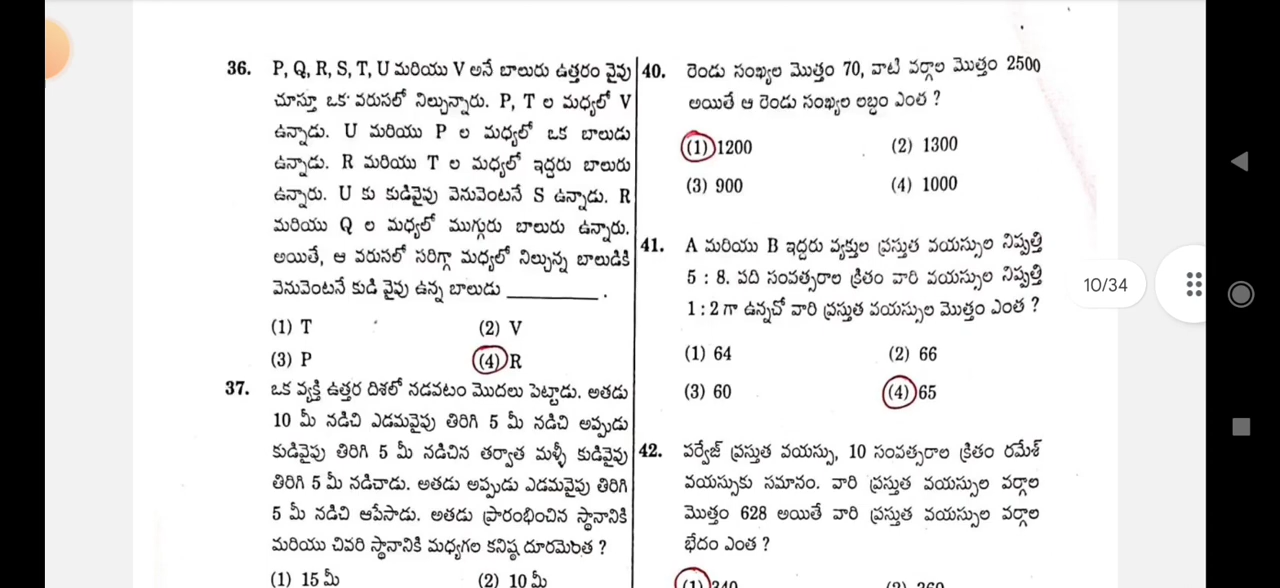 36. P, Q, R, S, T, U మరియు V అనే బాలురు ఉత్తరం వైపు
చూస్తూ ఒక వరుసలో నిల్చున్నారు. P, T ల మధ్యలో V
ఉన్నాడు. U మరియు P ల మధ్యలో ఒక బాలుడు
ఉన్నాడు. R మరియు T ల మధ్యలో ఇద్దరు బాలురు
ఉన్నారు. U కు కుడివైపు వెనువెంటనే S ఉన్నాడు. R
మరియు Q ల మధ్యలో ముగ్గురు బాలురు ఉన్నారు.
అయితే, ఆ వరుసలో సరిగ్గా మధ్యలో నిల్చున్న బాలుడికి
వెనువెంటనే కుడి వైపు ఉన్న బాలుడు __________ .
(1) T (2) V
(3) P (4) R
37. ఒక వ్యక్తి ఉత్తర దిశలో నడవటం మొదలు పెట్టాడు. అతడు
10 మీ నడిచి ఎడమవైపు తిరిగి 5 మీ నడిచి అప్పుడు
కుడివైపు తిరిగి 5 మీ నడిచిన తర్వాత మళ్ళీ కుడివైపు
తిరిగి 5 మీ నడిచాడు. అతడు అప్పుడు ఎడమవైపు తిరిగి
5 మీ నడిచి ఆపేసాడు. అతడు ప్రారంభించిన స్థానానికి
మరియు చివరి స్థానానికి మధ్యగల కనిష్ఠ దూరమెంత ?
(1) 15 మీ (2) 10 మీ
40. రెండు సంఖ్యల మొత్తం 70, వాటి వర్గాల మొత్తం 2500
అయితే ఆ రెండు సంఖ్యల లబ్ధం ఎంత ?
(1) 1200 (2) 1300
(3) 900 (4) 1000
41. A మరియు B ఇద్దరు వ్యక్తుల ప్రస్తుత వయస్సుల నిష్పత్తి
5 : 8. పది సంవత్సరాల క్రితం వారి వయస్సుల నిష్పత్తి
1 : 2 గా ఉన్నచో వారి ప్రస్తుత వయస్సుల మొత్తం ఎంత ?
(1) 64 (2) 66
(3) 60 (4) 65
42. పర్వేజ్ ప్రస్తుత వయస్సు, 10 సంవత్సరాల క్రితం రమేశ్
వయస్సుకు సమానం. వారి ప్రస్తుత వయస్సుల వర్గాల
మొత్తం 628 అయితే వారి ప్రస్తుత వయస్సుల వర్గాల
భేదం ఎంత ?
(1) 340 (2) 360
10/34